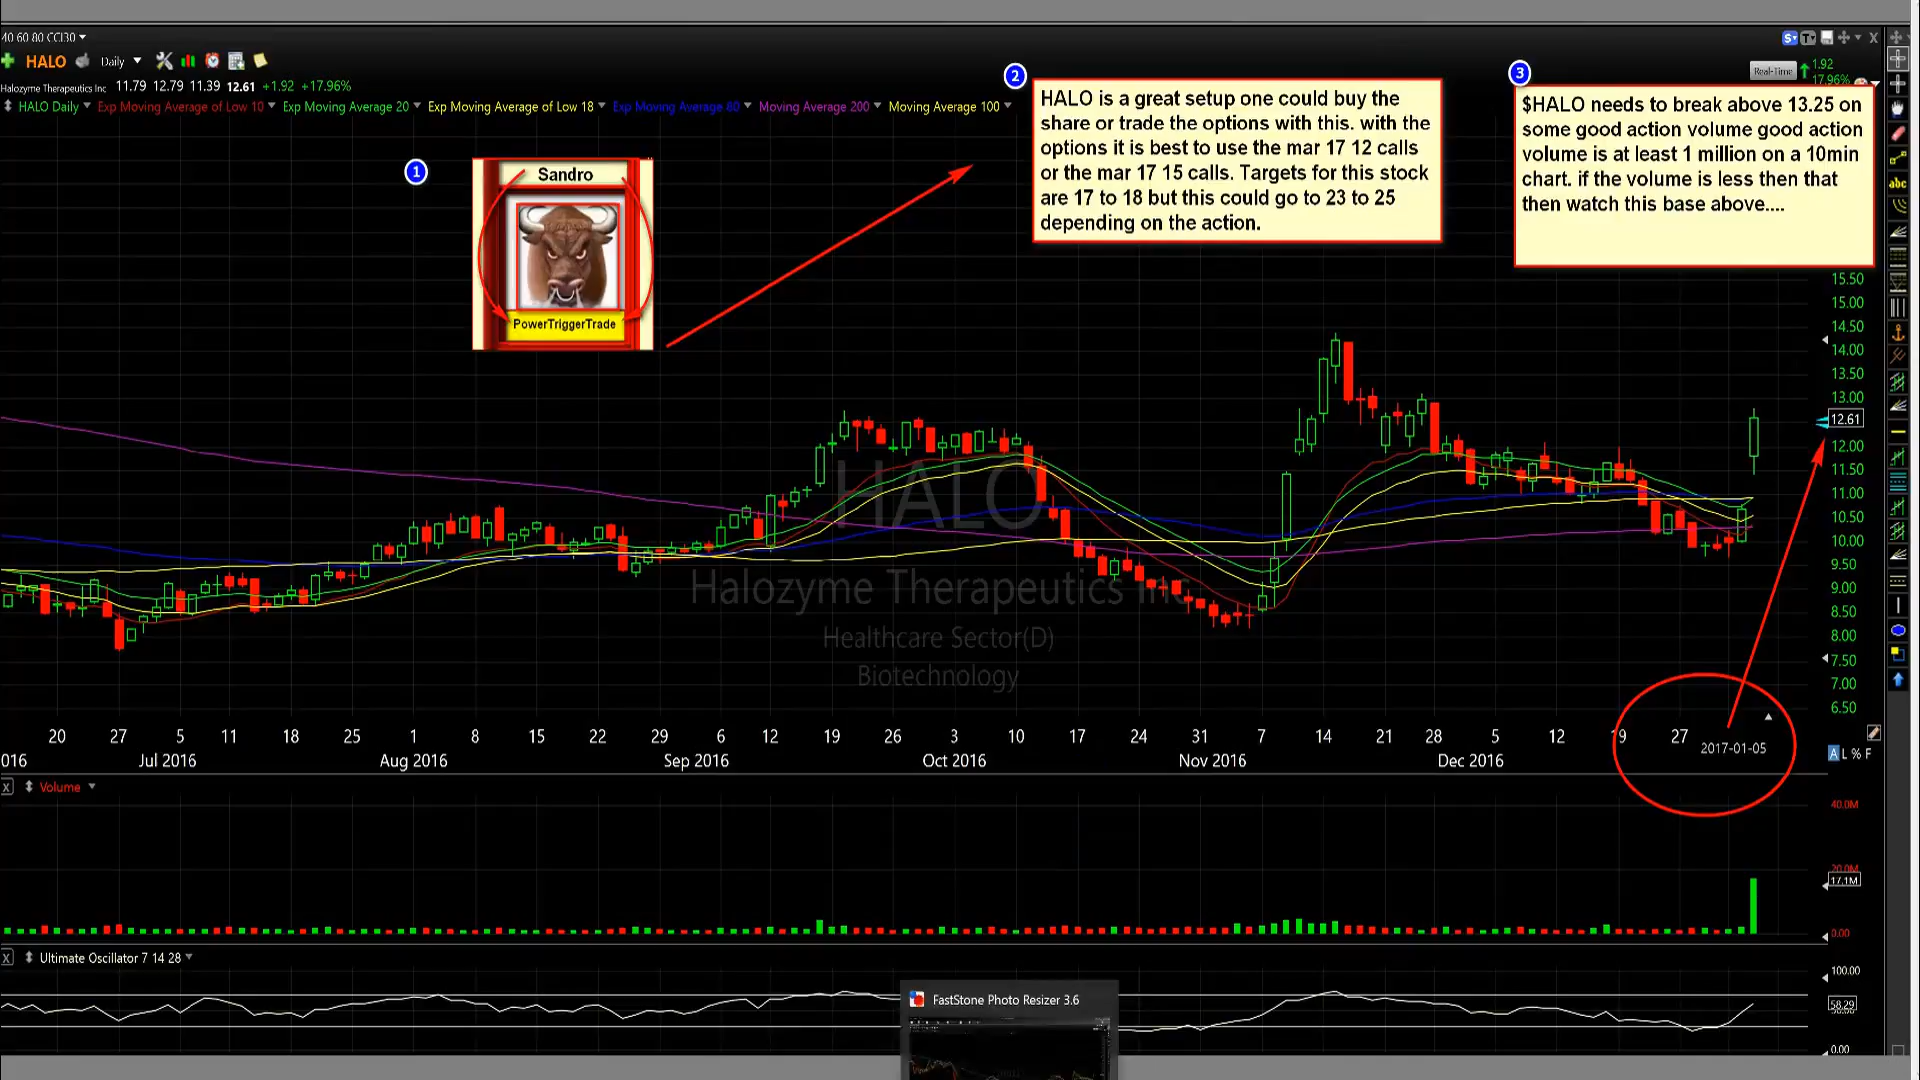 40 60 80 CCI30
HALO Daily
Halozyme Therapeutics Inc 11.79 12.79 11.39 12.61 +1.92 +17.96%
HALO Daily Exp Moving Average of Low 10 Exp Moving Average 20 Exp Moving Average of Low 18 Exp Moving Average 80 Moving Average 200 Moving Average 100
Real-Time 1.92
17.96%
1
Sandro
PowerTriggerTrade
2
HALO is a great setup one could buy the
share or trade the options with this. with the
options it is best to use the mar 17 12 calls
or the mar 17 15 calls. Targets for this stock
are 17 to 18 but this could go to 23 to 25
depending on the action.
3
$HALO needs to break above 13.25 on
some good action volume good action
volume is at least 1 million on a 10min
chart. if the volume is less then that
then watch this base above....
abc
15.50
15.00
14.50
14.00
13.50
13.00
12.61
12.00
11.50
11.00
10.50
10.00
9.50
9.00
8.50
8.00
7.50
7.00
6.50
HALO
Halozyme Therapeutics Inc
Healthcare Sector(D)
Biotechnology
20 27 5 11 18 25 1 8 15 22 29 6 12 19 26 3 10 17 24 31 7 14 21 28 5 12 19 27
016 Jul 2016 Aug 2016 Sep 2016 Oct 2016 Nov 2016 Dec 2016 2017-01-05
A L % F
X Volume
40.0M
20.0M
17.1M
0.00
X Ultimate Oscillator 7 14 28
100.00
58.29
0.00
FastStone Photo Resizer 3.6